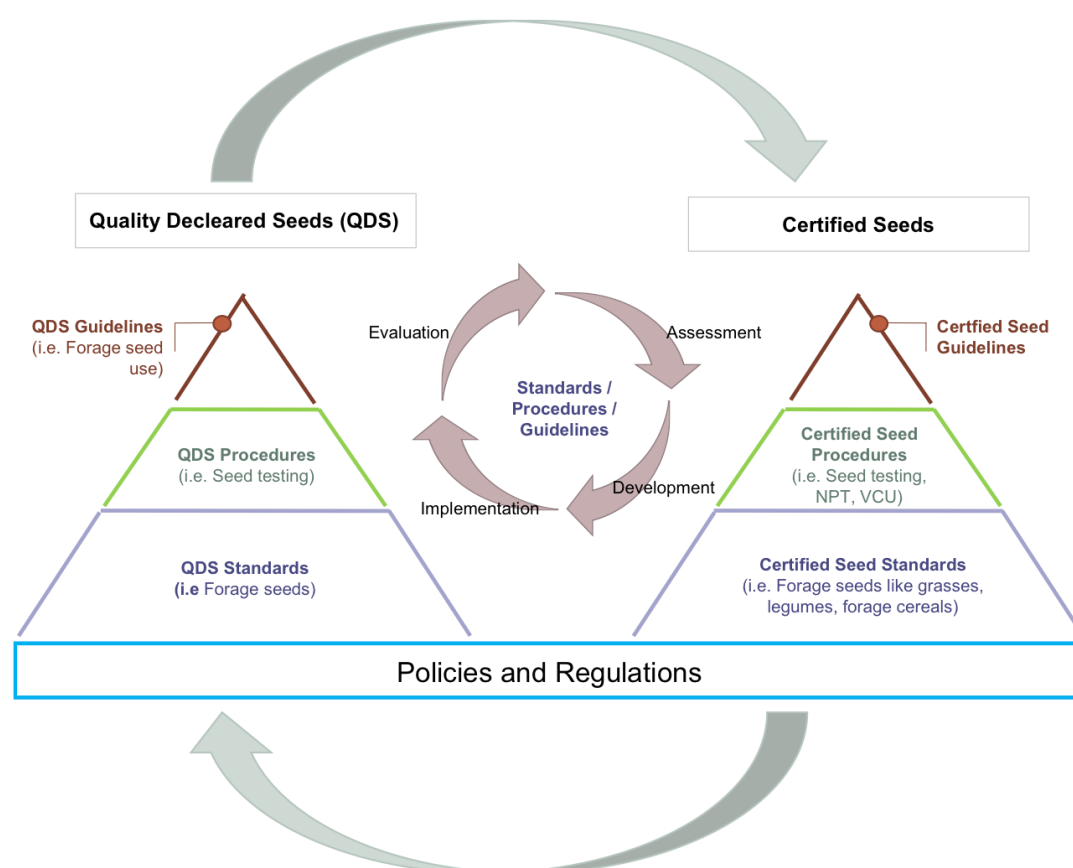 Quality Decleared Seeds (QDS)
Certified Seeds
QDS Guidelines
(i.e. Forage seed
use)
Evaluation
Assessment
Certfied Seed
Guidelines
Standards /
Procedures /
Guidelines
QDS Procedures
(i.e. Seed testing)
Certified Seed
Procedures
(i.e. Seed testing,
NPT, VCU)
Implementation
Development
QDS Standards
(i.e Forage seeds)
Certified Seed Standards
(i.e. Forage seeds like grasses,
legumes, forage cereals)
Policies and Regulations